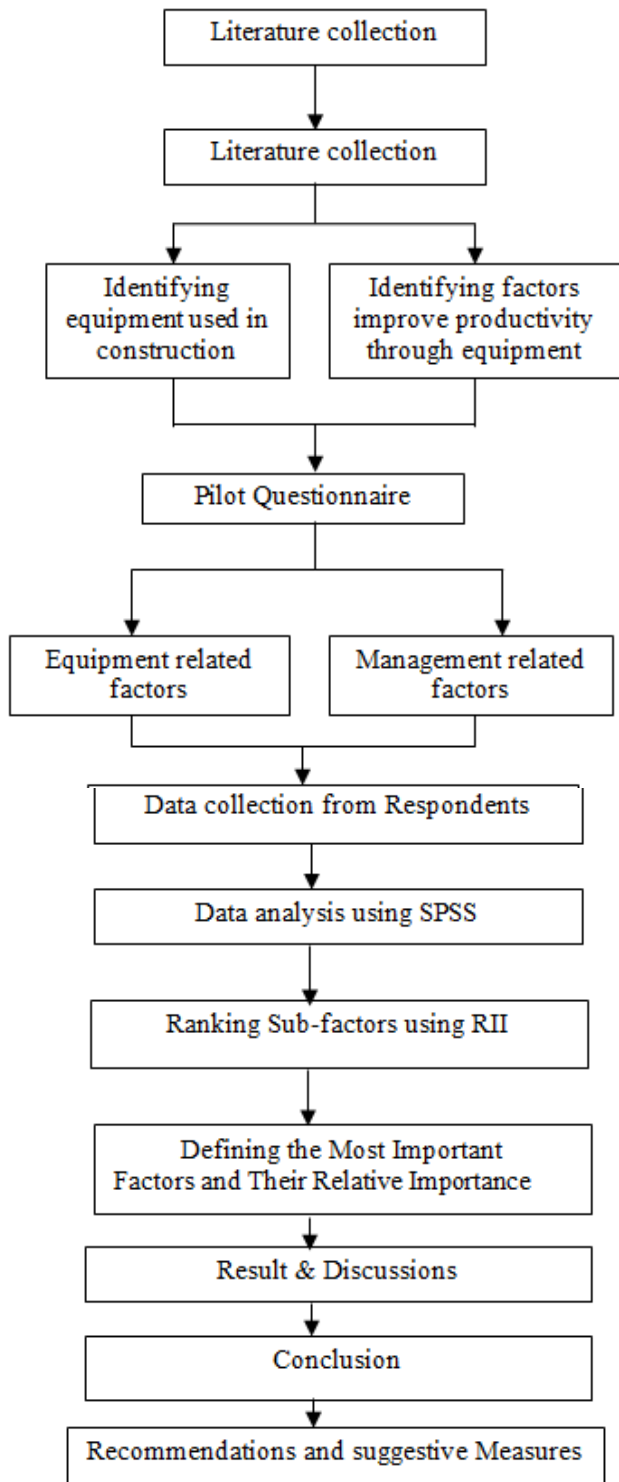 Literature collection
Literature collection
Identifying
equipment used in
construction
Identifying factors
improve productivity
through equipment
Pilot Questionnaire
Equipment related
factors
Management related
factors
Data collection from Respondents
Data analysis using SPSS
Ranking Sub-factors using RII
Defining the Most Important
Factors and Their Relative Importance
Result & Discussions
Conclusion
Recommendations and suggestive Measures